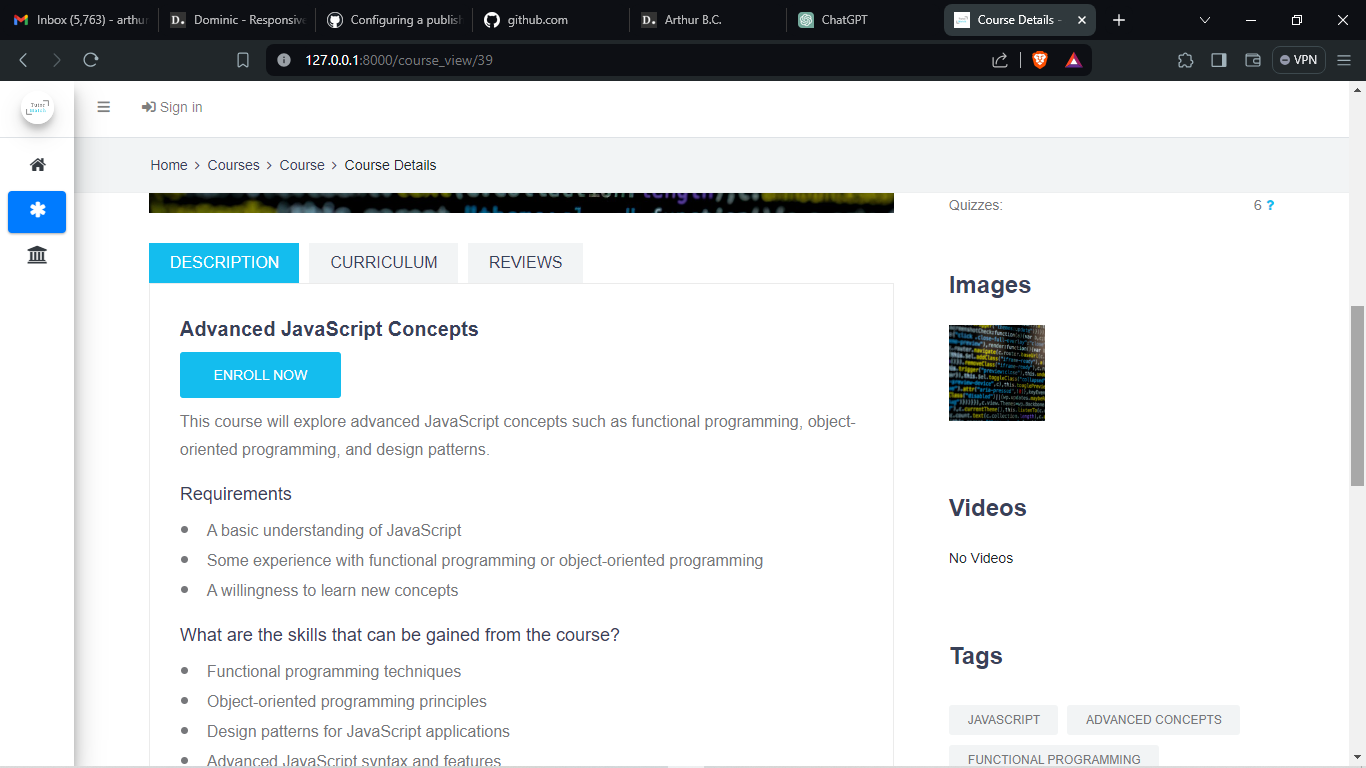 Inbox (5,763) - arthur
Dominic - Responsive
Configuring a publish
github.com
Arthur B.C.
ChatGPT
Course Details -
127.0.0.1:8000/course_view/39
VPN
Tutor
Sign in
Home > Courses > Course > Course Details
Quizzes: 6 ?
DESCRIPTION
CURRICULUM
REVIEWS
Advanced JavaScript Concepts
ENROLL NOW
This course will explore advanced JavaScript concepts such as functional programming, object-
oriented programming, and design patterns.
Requirements
A basic understanding of JavaScript
Some experience with functional programming or object-oriented programming
A willingness to learn new concepts
What are the skills that can be gained from the course?
Functional programming techniques
Object-oriented programming principles
Design patterns for JavaScript applications
Advanced JavaScript syntax and features
Images
Videos
No Videos
Tags
JAVASCRIPT
ADVANCED CONCEPTS
FUNCTIONAL PROGRAMMING